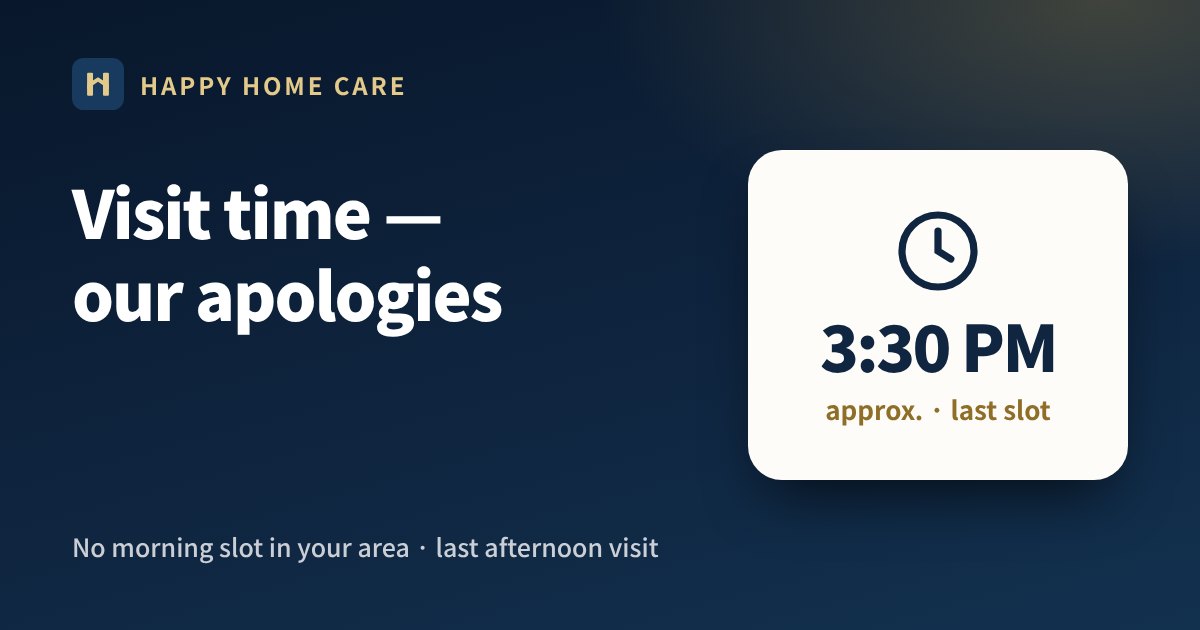 HAPPY HOME CARE
Visit time —
our apologies
3:30 PM
approx. · last slot
No morning slot in your area · last afternoon visit